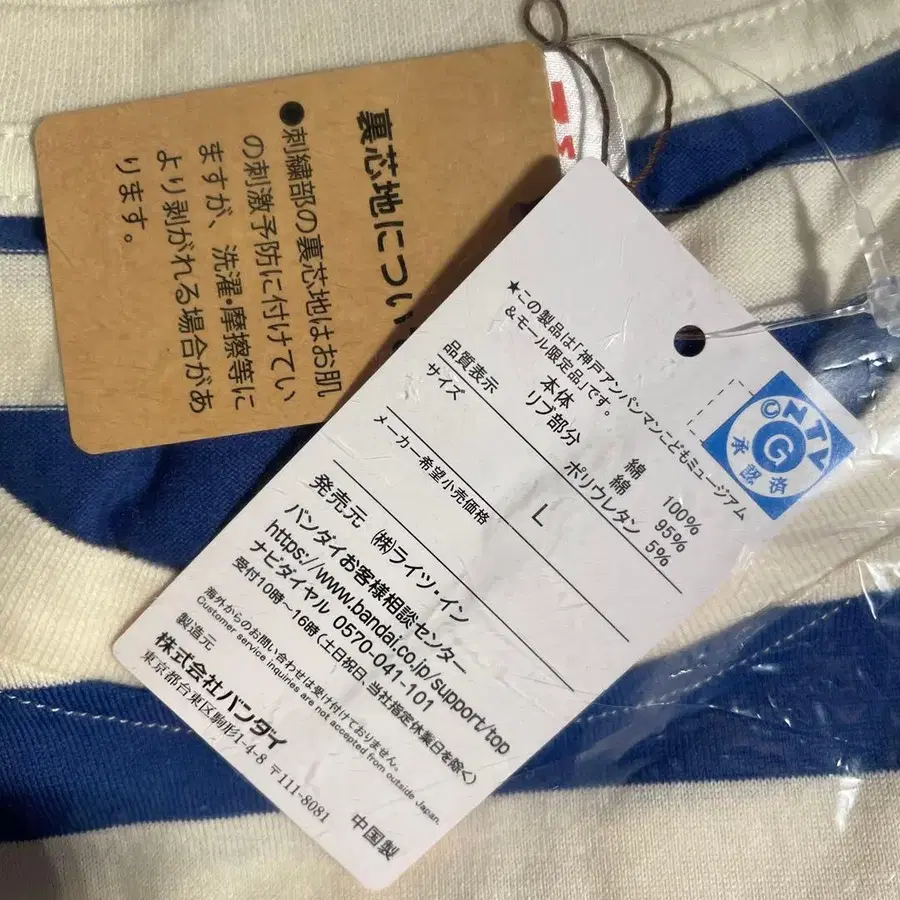 裏芯地につい
●刺繍部の裏芯地はお肌
の刺激予防に付けてい
ますが、洗濯・摩擦等に
より剥がれる場合があ
ります。
★この製品は「神戸アンパンマンこどもミュージアム
&モール限定品」です。
品質表示 本体 綿 100%
リブ部分 綿 95%
ポリウレタン 5%
サイズ L
メーカー希望小売価格
発売元 ㈱ライツ・イン
バンダイお客様相談センター
https://www.bandai.co.jp/support/top
ナビダイヤル 0570-041-101
受付10時～16時（土日祝日、当社指定休業日を除く）
海外からのお問い合わせは受け付けておりません。
Customer service inquiries are not accepted from outside Japan.
製造元
株式会社バンダイ
東京都台東区駒形1-4-8 〒111-8081
中国製
©NTV
G
承認済